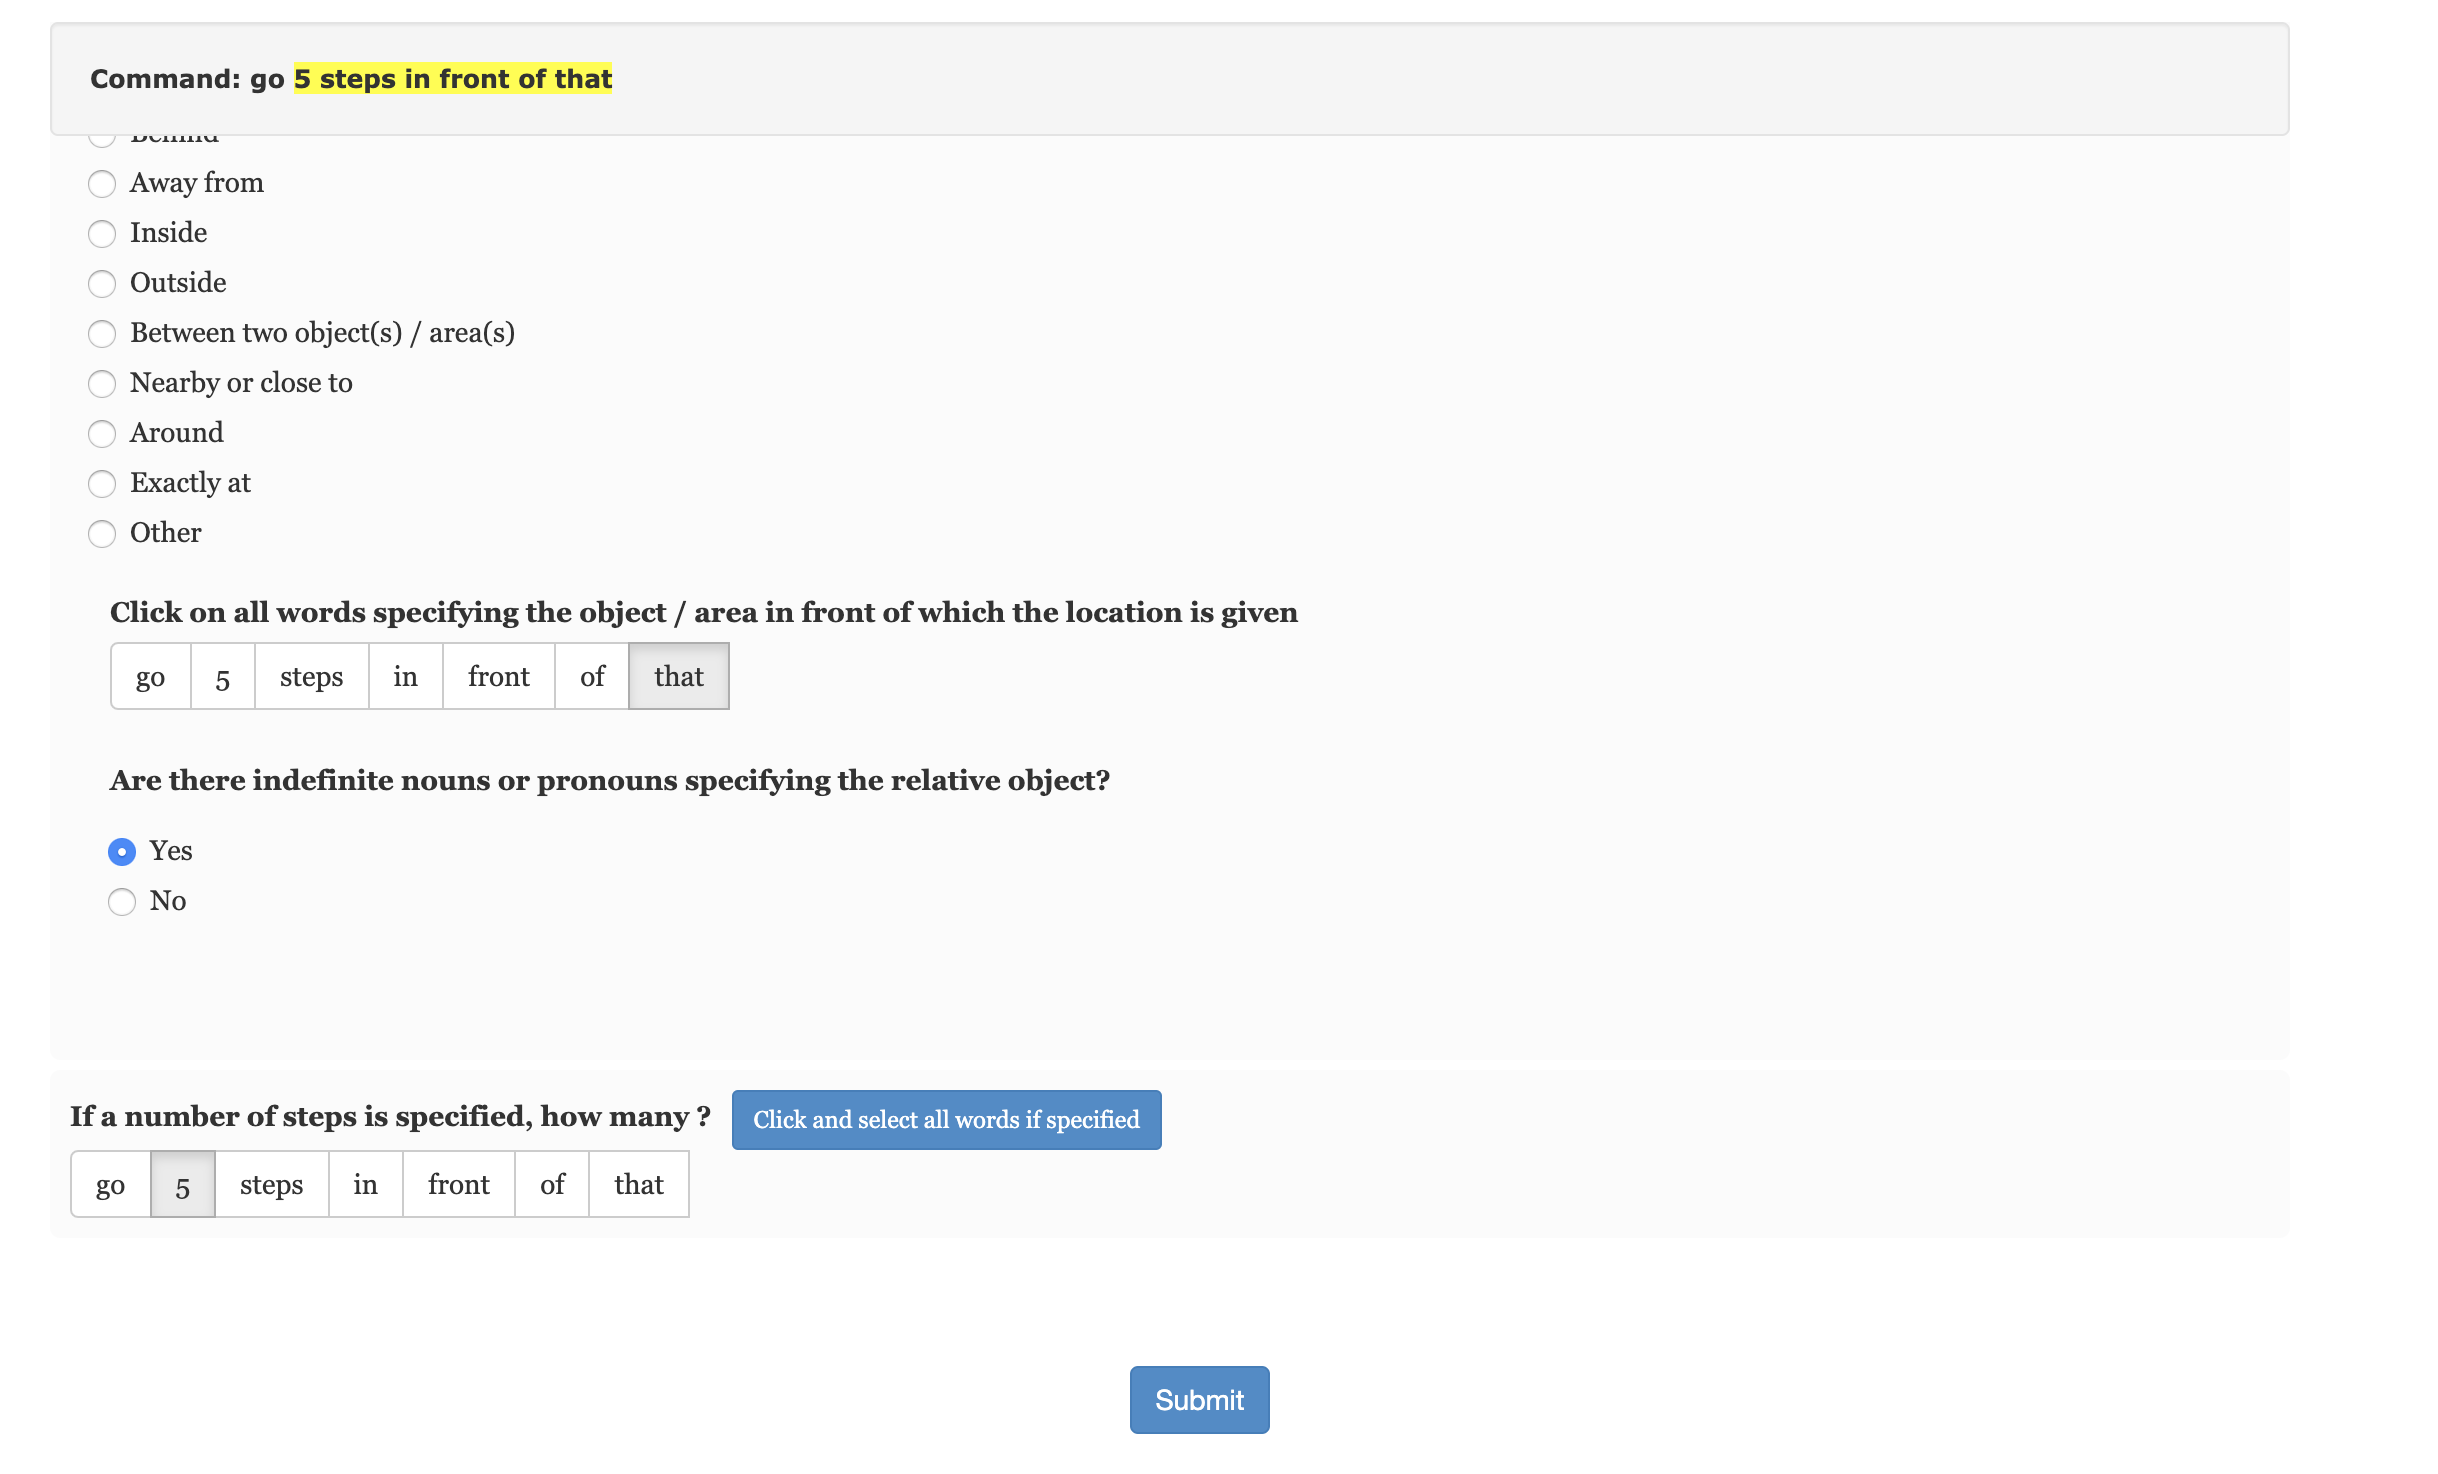 Command: go 5 steps in front of that
Behind
Away from
Inside
Outside
Between two object(s) / area(s)
Nearby or close to
Around
Exactly at
Other
Click on all words specifying the object / area in front of which the location is given
go 5 steps in front of that
Are there indefinite nouns or pronouns specifying the relative object?
Yes
No
If a number of steps is specified, how many ? Click and select all words if specified
go 5 steps in front of that
Submit